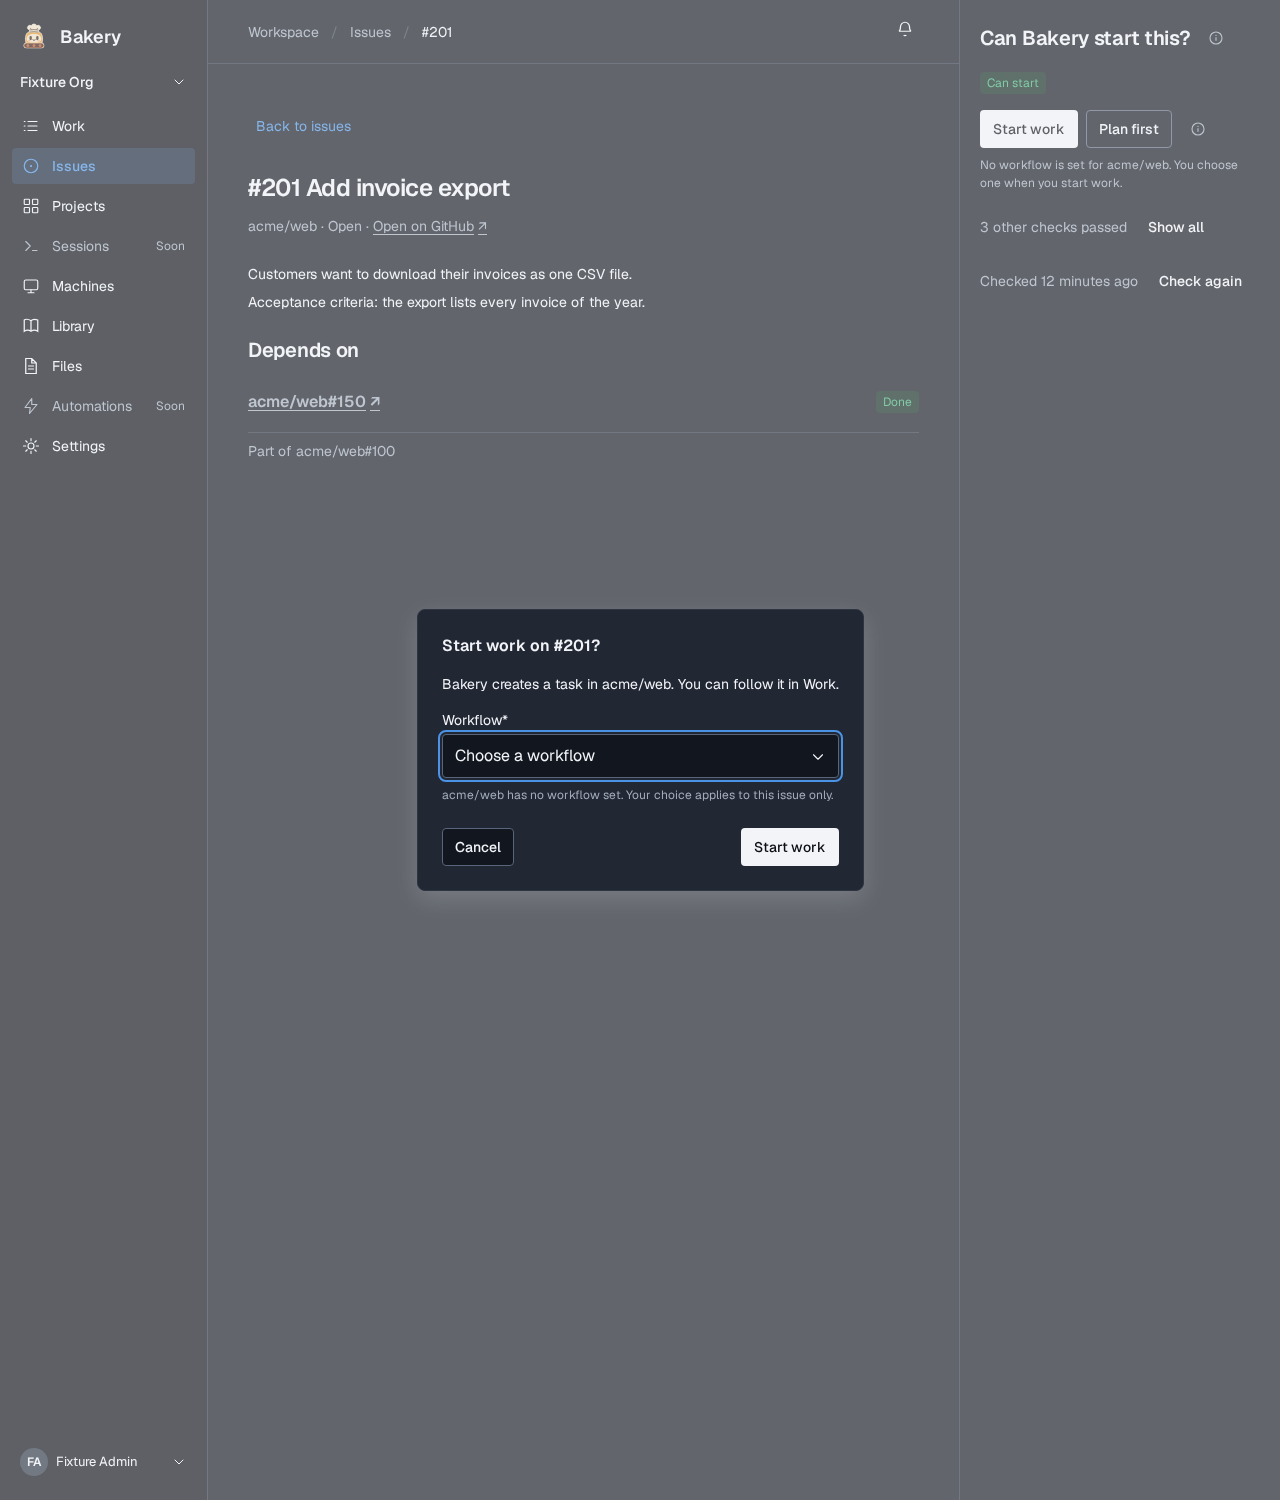 Bakery
Fixture Org
Work
Issues
Projects
Sessions Soon
Machines
Library
Files
Automations Soon
Settings
FA Fixture Admin
Workspace / Issues / #201
Back to issues
#201 Add invoice export
acme/web · Open · Open on GitHub ↗
Customers want to download their invoices as one CSV file.
Acceptance criteria: the export lists every invoice of the year.
Depends on
acme/web#150 ↗ Done
Part of acme/web#100
Start work on #201?
Bakery creates a task in acme/web. You can follow it in Work.
Workflow*
Choose a workflow
acme/web has no workflow set. Your choice applies to this issue only.
Cancel Start work
Can Bakery start this?
Can start
Start work Plan first
No workflow is set for acme/web. You choose
one when you start work.
3 other checks passed Show all
Checked 12 minutes ago Check again